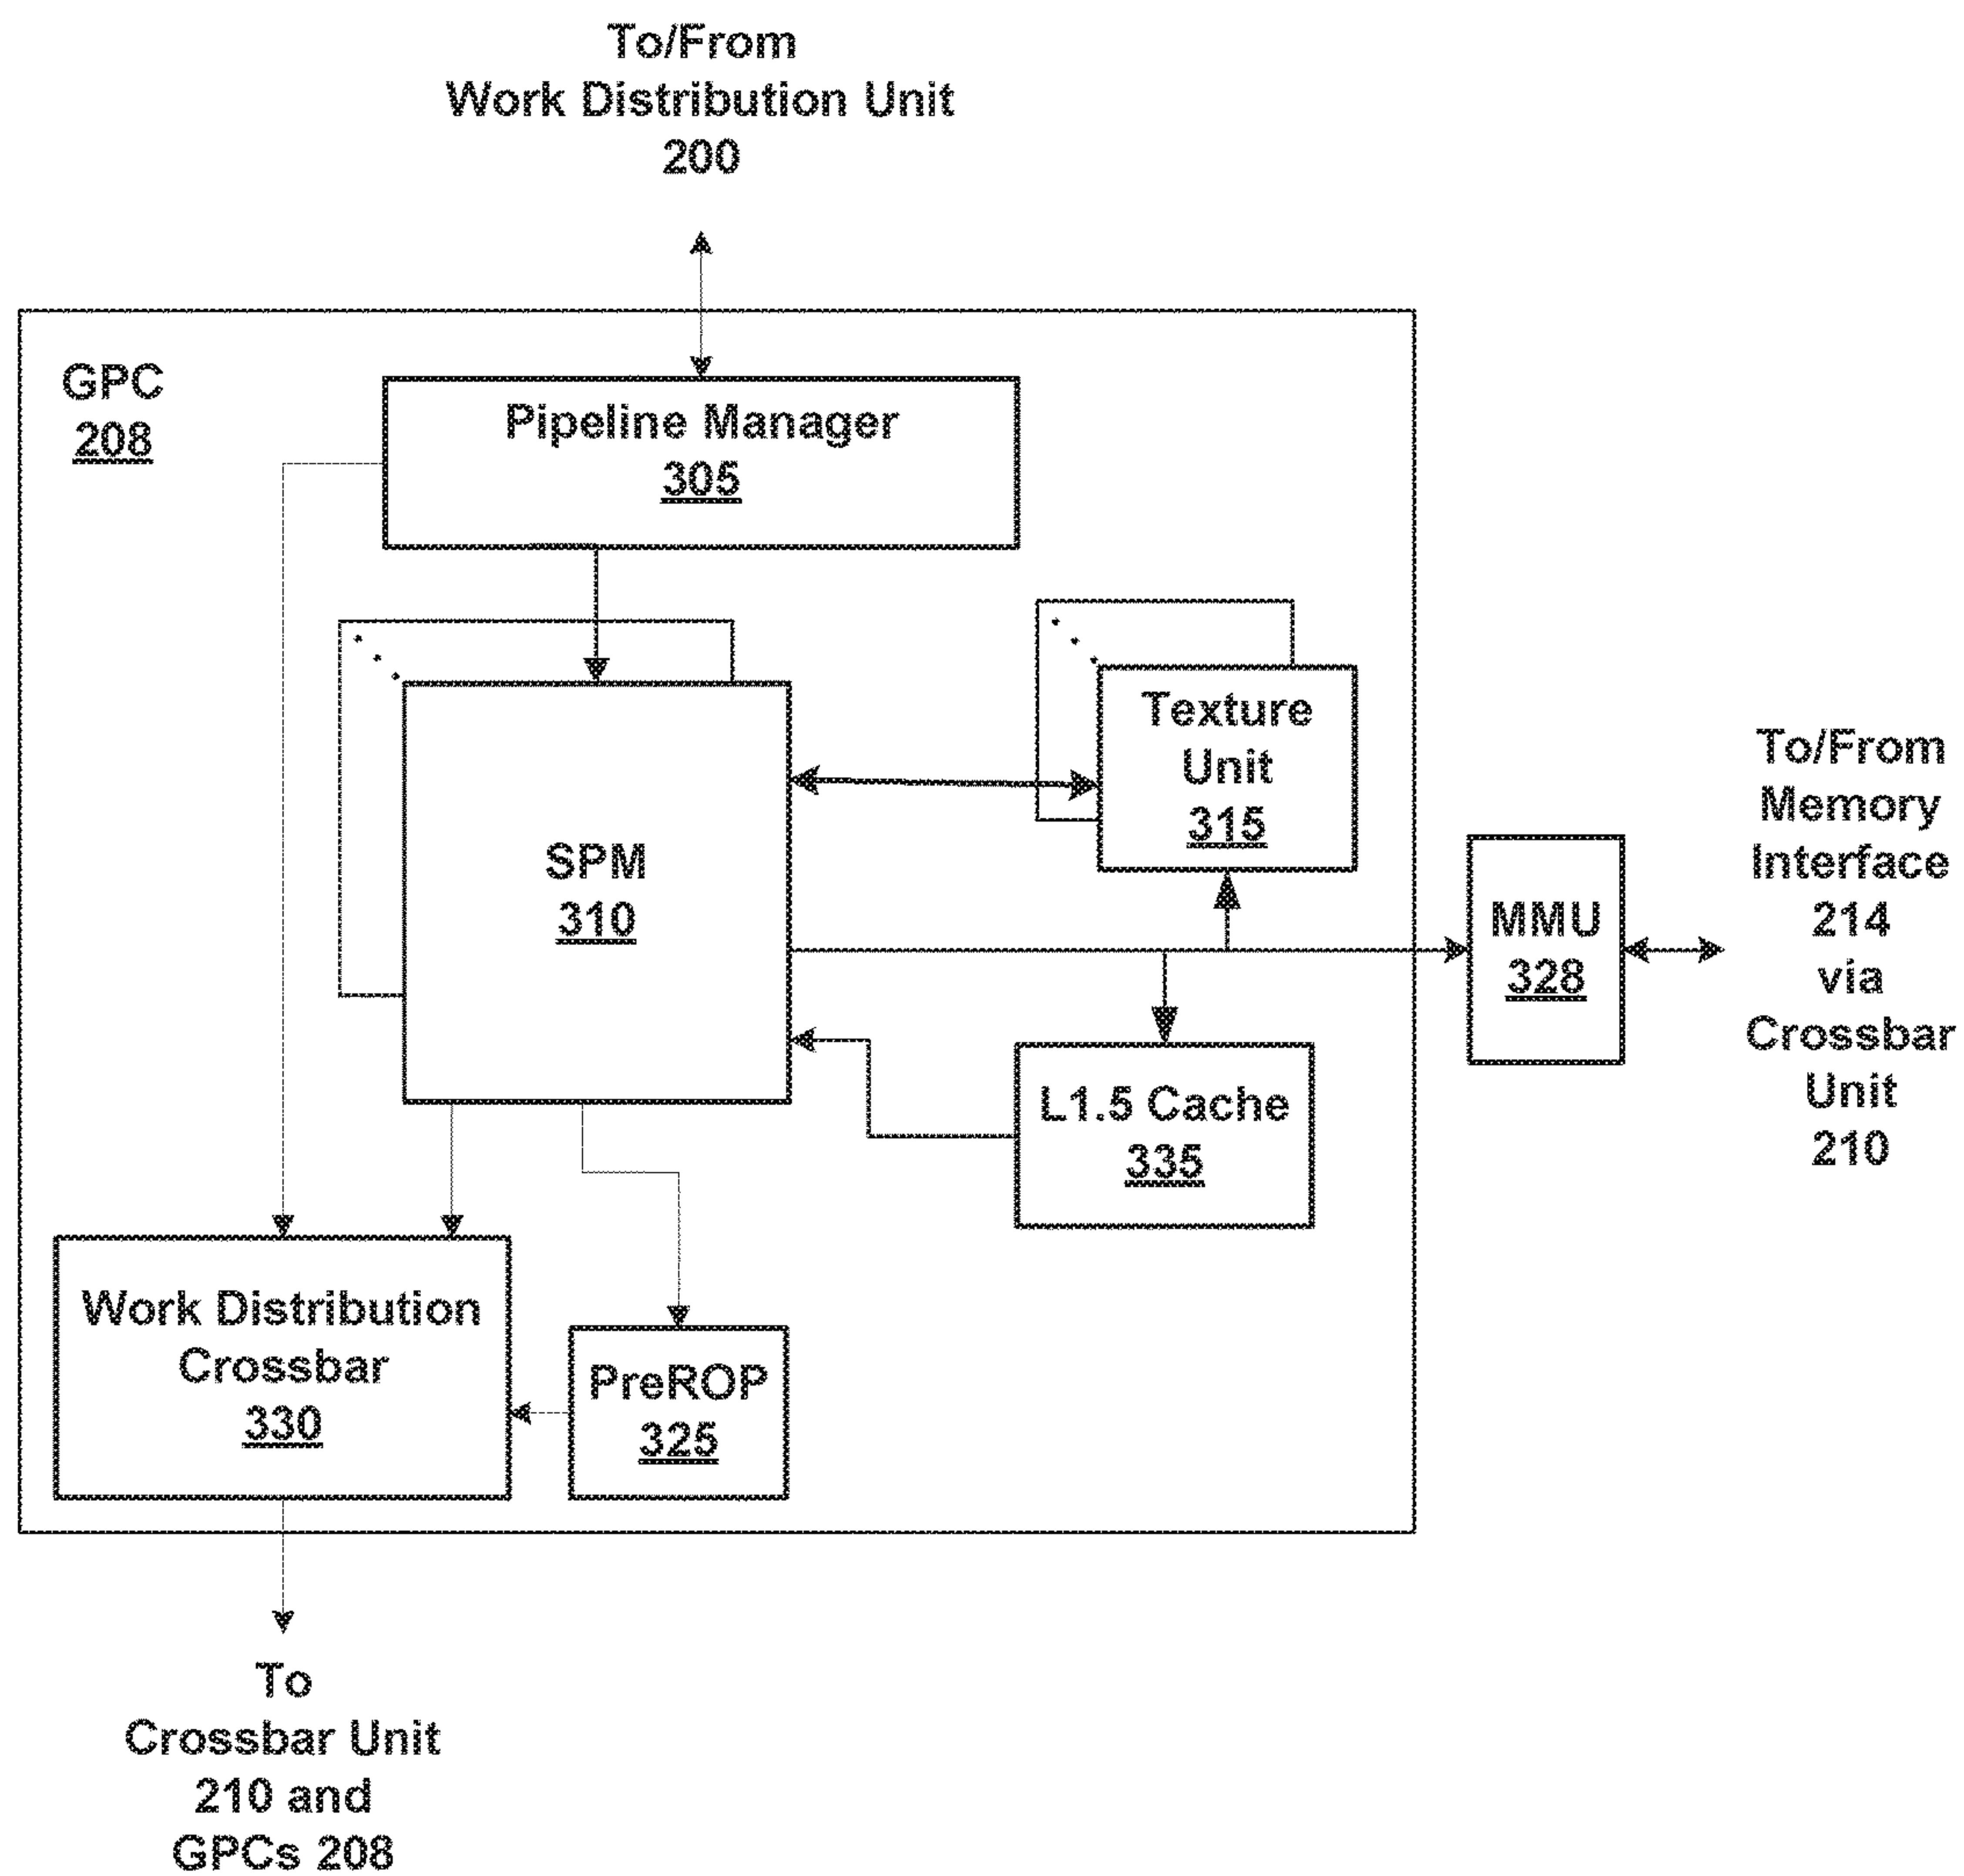 To/From
Work Distribution Unit
200
GPC
208
Pipeline Manager
305
Texture
Unit
315
SPM
310
To/From
Memory
Interface
214
via
Crossbar
Unit
210
MMU
328
L1.5 Cache
335
Work Distribution
Crossbar
330
PreROP
325
To
Crossbar Unit
210 and
GPCs 208